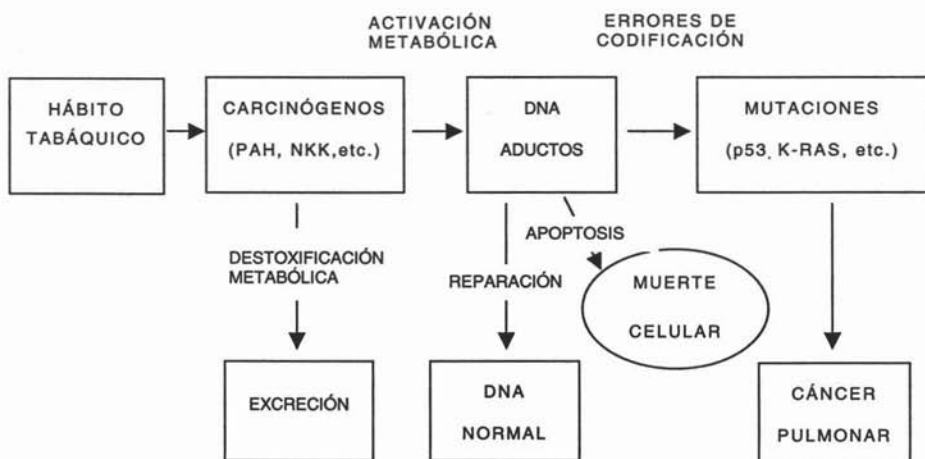 ACTIVACIÓN
METABÓLICA
ERRORES DE
CODIFICACIÓN
HÁBITO
TABÁQUICO
CARCINÓGENOS
(PAH, NKK,etc.)
DNA
ADUCTOS
MUTACIONES
(p53, K-RAS, etc.)
DESTOXIFICACIÓN
METABÓLICA
REPARACIÓN
APOPTOSIS
MUERTE
CELULAR
EXCRECIÓN
DNA
NORMAL
CÁNCER
PULMONAR